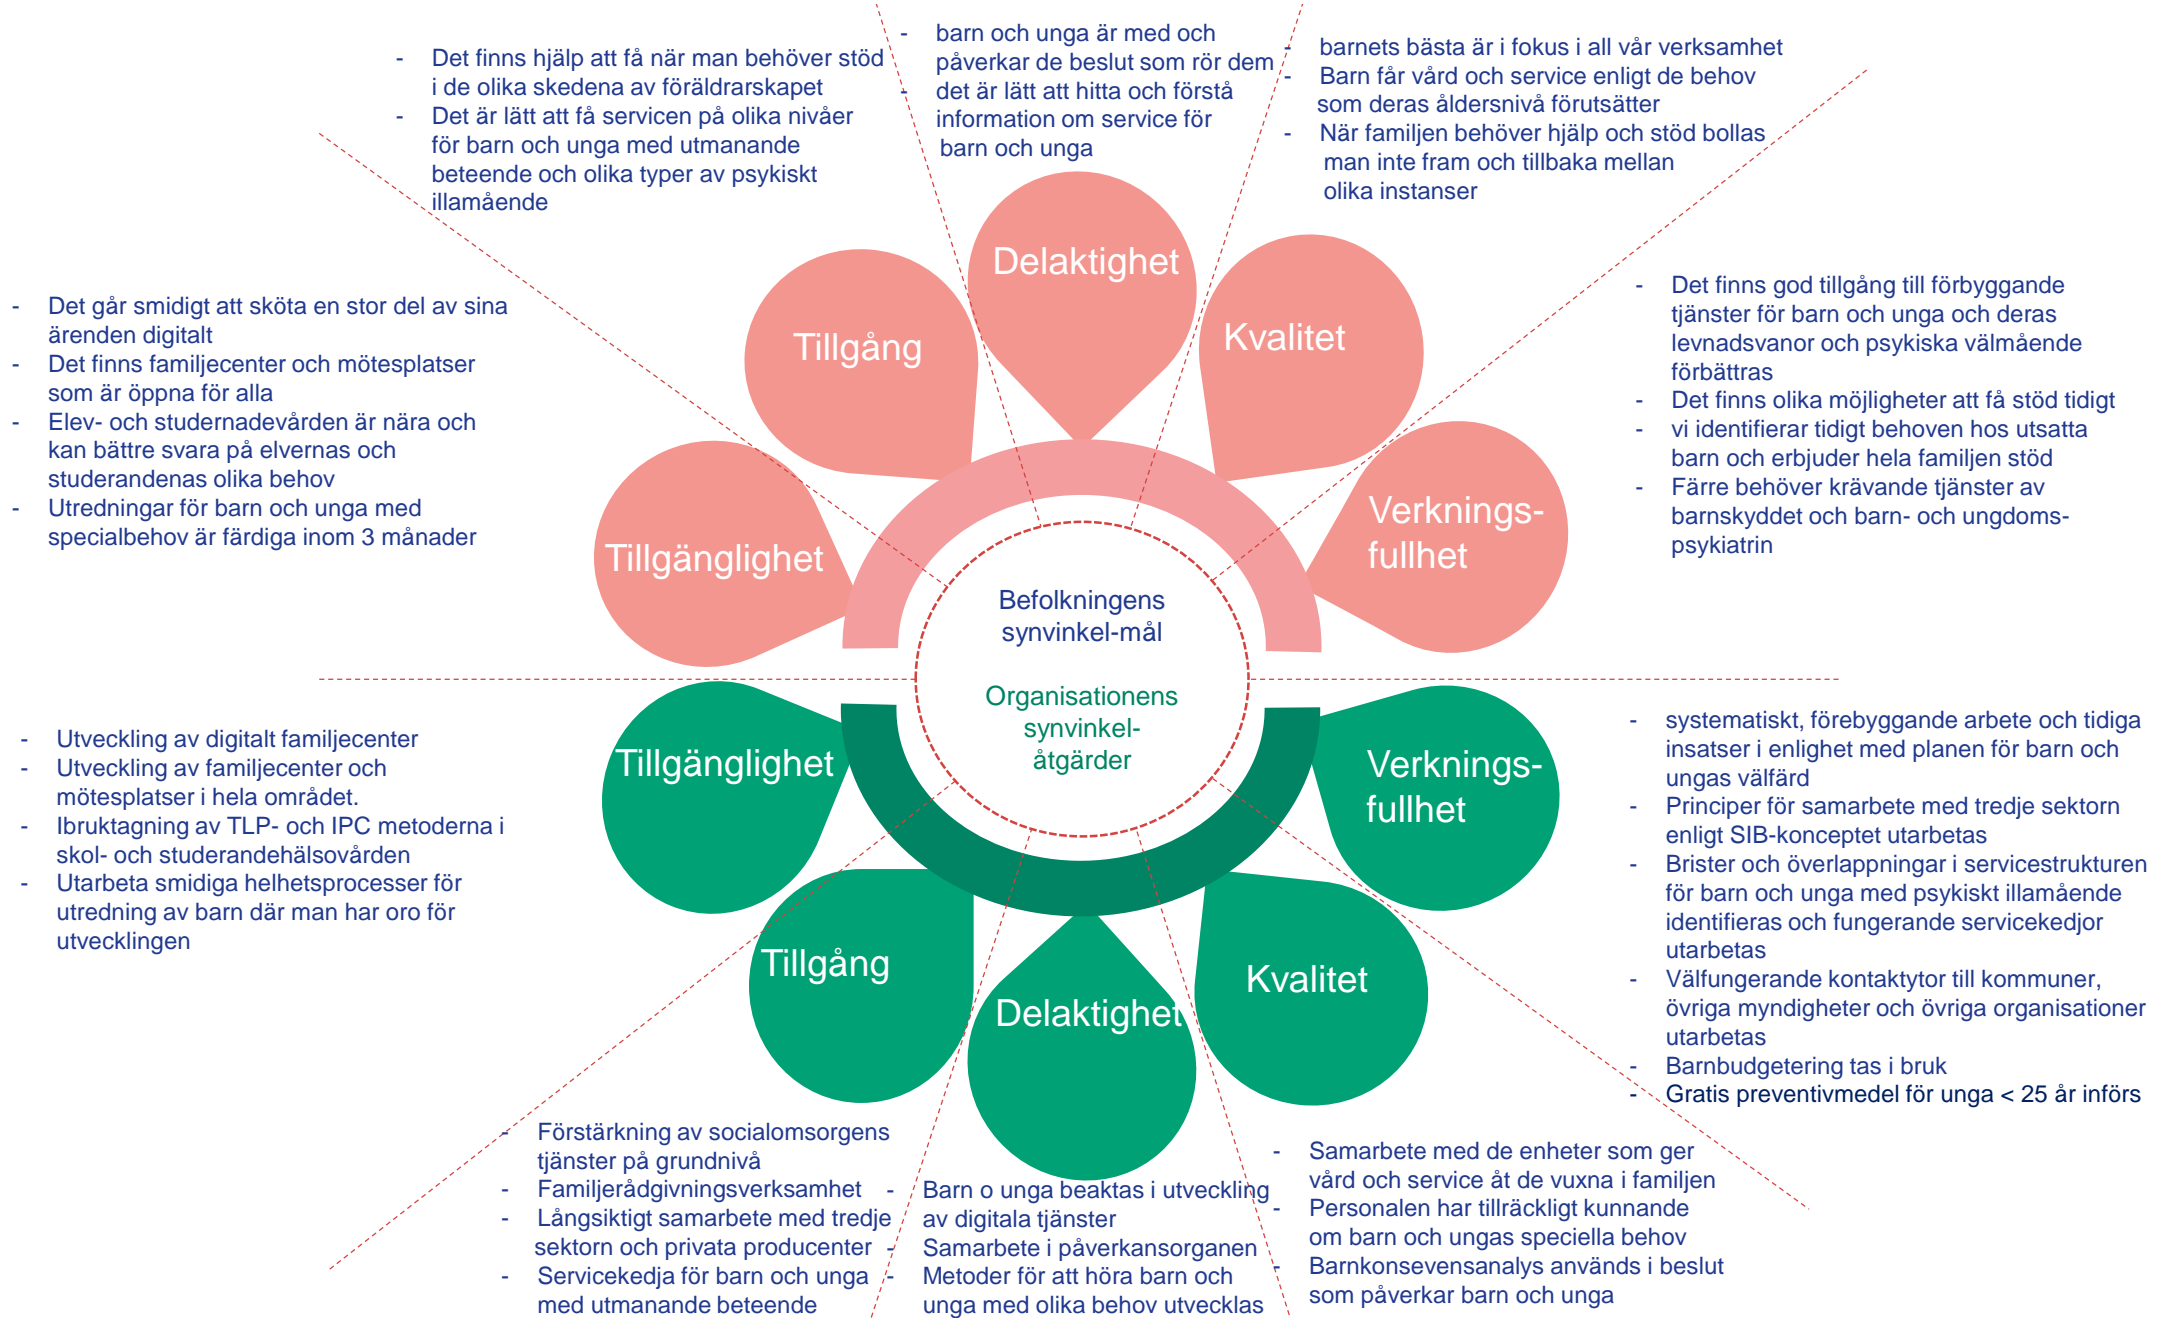 - Det finns hjälp att få när man behöver stöd
i de olika skedena av föräldrarskapet
- Det är lätt att få servicen på olika nivåer
för barn och unga med utmanande
beteende och olika typer av psykiskt
illamående
- barn och unga är med och
påverkar de beslut som rör dem
- det är lätt att hitta och förstå
information om service för
barn och unga
- barnets bästa är i fokus i all vår verksamhet
- Barn får vård och service enligt de behov
som deras åldersnivå förutsätter
- När familjen behöver hjälp och stöd bollas
man inte fram och tillbaka mellan
olika instanser
- Det går smidigt att sköta en stor del av sina
ärenden digitalt
- Det finns familjecenter och mötesplatser
som är öppna för alla
- Elev- och studernadevården är nära och
kan bättre svara på elvernas och
studerandenas olika behov
- Utredningar för barn och unga med
specialbehov är färdiga inom 3 månader
Tillgänglighet
Tillgång
Delaktighet
Kvalitet
Verknings-
fullhet
- Det finns god tillgång till förbyggande
tjänster för barn och unga och deras
levnadsvanor och psykiska välmående
förbättras
- Det finns olika möjligheter att få stöd tidigt
- vi identifierar tidigt behoven hos utsatta
barn och erbjuder hela familjen stöd
- Färre behöver krävande tjänster av
barnskyddet och barn- och ungdoms-
psykiatrin
Befolkningens
synvinkel-mål
Organisationens
synvinkel-
åtgärder
- Utveckling av digitalt familjecenter
- Utveckling av familjecenter och
mötesplatser i hela området.
- Ibruktagning av TLP- och IPC metoderna i
skol- och studerandehälsovården
- Utarbeta smidiga helhetsprocesser för
utredning av barn där man har oro för
utvecklingen
Tillgänglighet
Tillgång
Delaktighet
Kvalitet
Verknings-
fullhet
- systematiskt, förebyggande arbete och tidiga
insatser i enlighet med planen för barn och
ungas välfärd
- Principer för samarbete med tredje sektorn
enligt SIB-konceptet utarbetas
- Brister och överlappningar i servicestrukturen
för barn och unga med psykiskt illamående
identifieras och fungerande servicekedjor
utarbetas
- Välfungerande kontaktytor till kommuner,
övriga myndigheter och övriga organisationer
utarbetas
- Barnbudgetering tas i bruk
- Gratis preventivmedel för unga < 25 år införs
- Förstärkning av socialomsorgens
tjänster på grundnivå
- Familjerådgivningsverksamhet
- Långsiktigt samarbete med tredje
sektorn och privata producenter
- Servicekedja för barn och unga
med utmanande beteende
- Barn o unga beaktas i utveckling
av digitala tjänster
- Samarbete i påverkansorganen
- Metoder för att höra barn och
unga med olika behov utvecklas
- Samarbete med de enheter som ger
vård och service åt de vuxna i familjen
- Personalen har tillräckligt kunnande
om barn och ungas speciella behov
- Barnkonsevensanalys används i beslut
som påverkar barn och unga